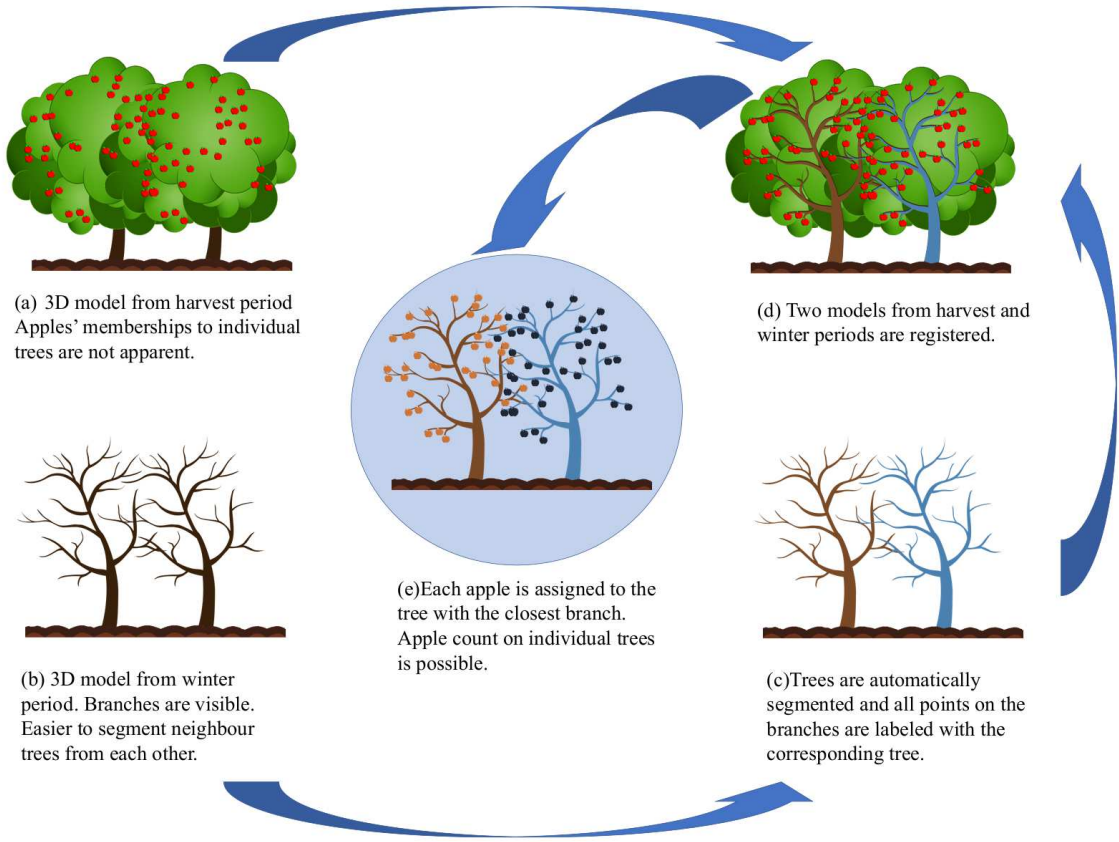 (a) 3D model from harvest period
Apples' memberships to individual
trees are not apparent.
(d) Two models from harvest and
winter periods are registered.
(e)Each apple is assigned to the
tree with the closest branch.
Apple count on individual trees
is possible.
(b) 3D model from winter
period. Branches are visible.
Easier to segment neighbour
trees from each other.
(c)Trees are automatically
segmented and all points on the
branches are labeled with the
corresponding tree.